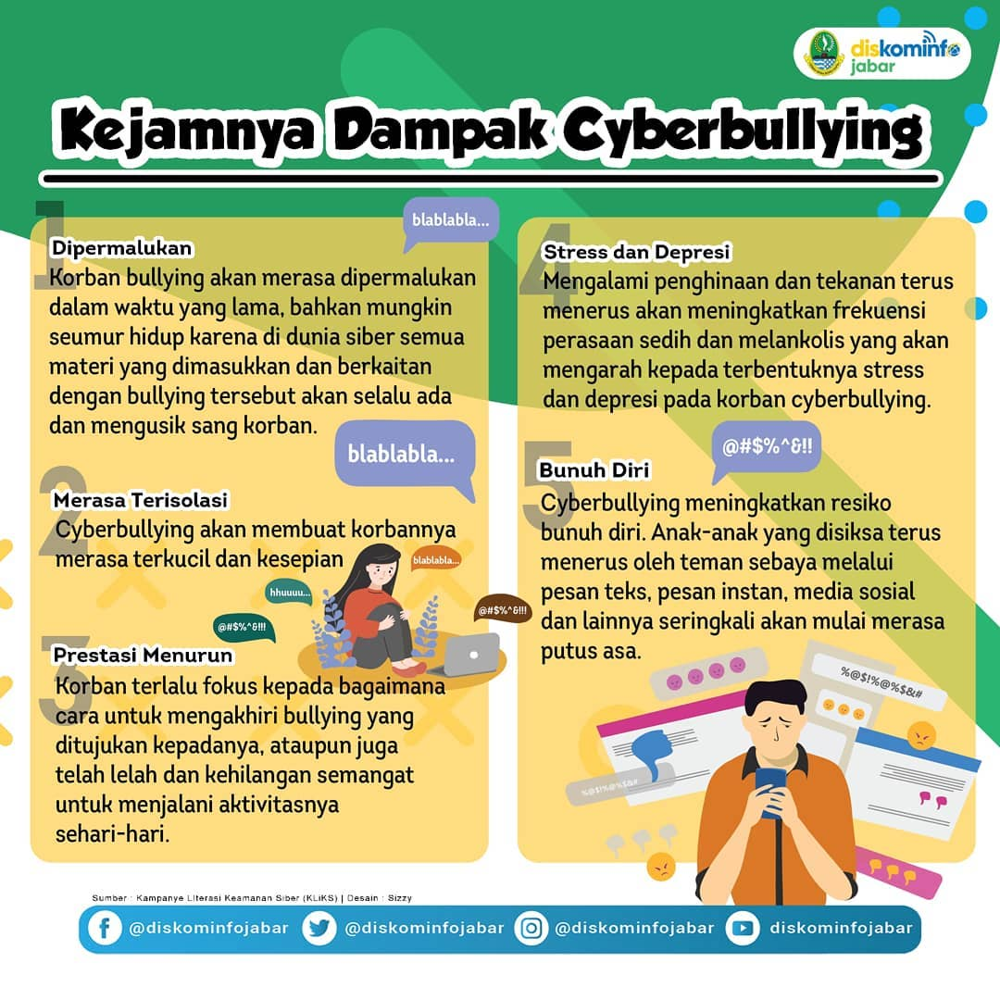 diskominfo
jabar
Kejamnya Dampak Cyberbullying
1
blablabla...
Dipermalukan
Korban bullying akan merasa dipermalukan
dalam waktu yang lama, bahkan mungkin
seumur hidup karena di dunia siber semua
materi yang dimasukkan dan berkaitan
dengan bullying tersebut akan selalu ada
dan mengusik sang korban.
blablabla...
2
Merasa Terisolasi
Cyberbullying akan membuat korbannya
merasa terkucil dan kesepian
blablabla...
hhuuuu...
@#$%^&!!!
@#$%^&!!!
3
Prestasi Menurun
Korban terlalu fokus kepada bagaimana
cara untuk mengakhiri bullying yang
ditujukan kepadanya, ataupun juga
telah lelah dan kehilangan semangat
untuk menjalani aktivitasnya
sehari-hari.
4
Stress dan Depresi
Mengalami penghinaan dan tekanan terus
menerus akan meningkatkan frekuensi
perasaan sedih dan melankolis yang akan
mengarah kepada terbentuknya stress
dan depresi pada korban cyberbullying.
@#$%^&!!
5
Bunuh Diri
Cyberbullying meningkatkan resiko
bunuh diri. Anak-anak yang disiksa terus
menerus oleh teman sebaya melalui
pesan teks, pesan instan, media sosial
dan lainnya seringkali akan mulai merasa
putus asa.
%@$!%@%$&#
%@$!%@%$&#
Sumber : Kampanye LIterasi Keamanan Siber (KLiKS) | Desain : Sizzy
@diskominfojabar
@diskominfojabar
@diskominfojabar
diskominfojabar